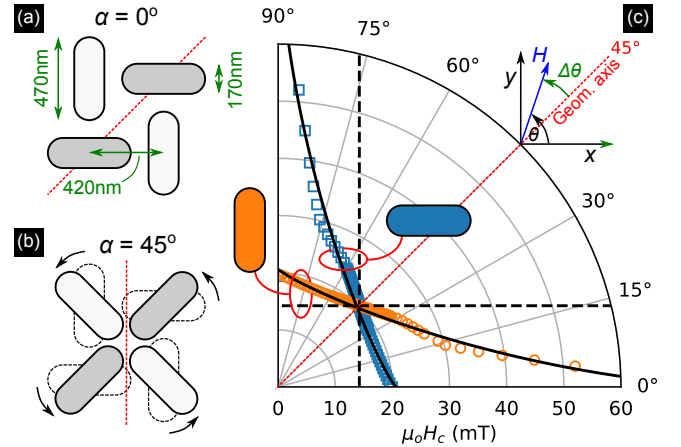 (a)
α = 0°
470nm
170nm
420nm
(b)
α = 45°
(c)
90°
75°
60°
45°
30°
15°
0°
H
Δθ
y
θ
x
Geom. axis
0 10 20 30 40 50 60
μoHc (mT)